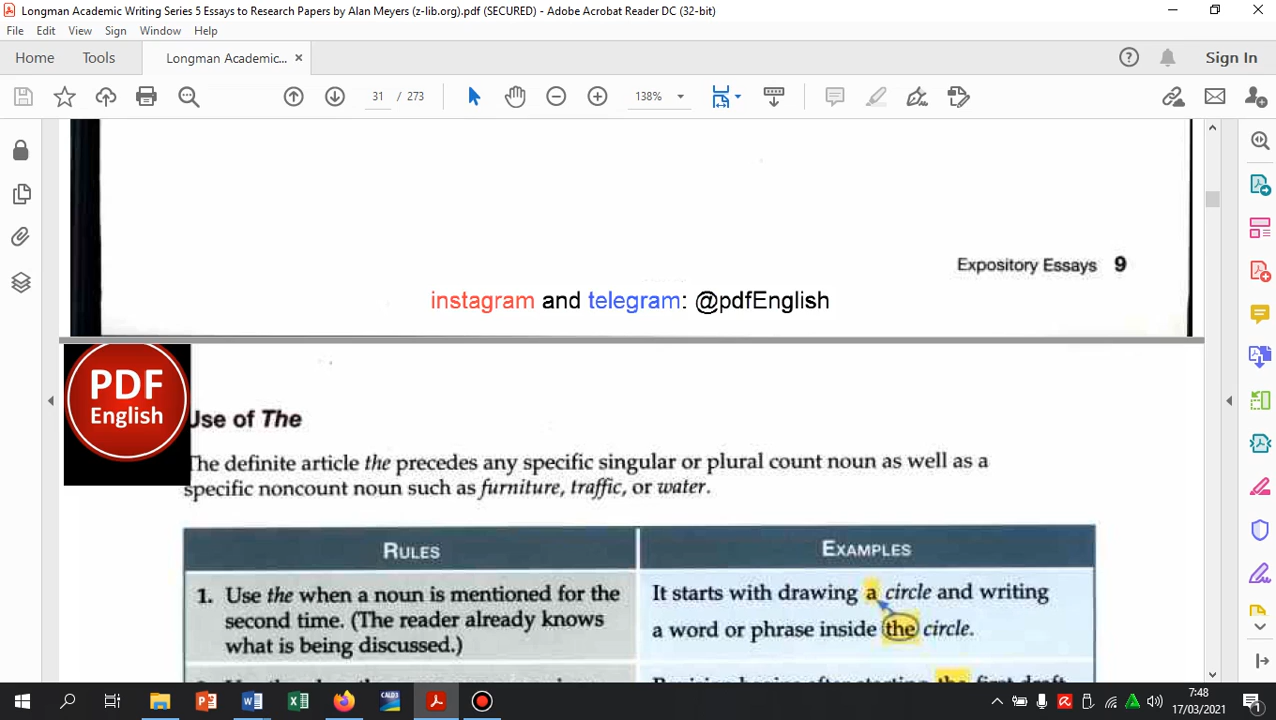 Longman Academic Writing Series 5 Essays to Research Papers by Alan Meyers (z-lib.org).pdf (SECURED) - Adobe Acrobat Reader DC (32-bit)
File Edit View Sign Window Help
Home Tools Longman Academic... × Sign In
31 / 273 138%
Expository Essays 9
instagram and telegram: @pdfEnglish
PDF
English
Use of The
The definite article the precedes any specific singular or plural count noun as well as a
specific noncount noun such as furniture, traffic, or water.
RULES EXAMPLES
1. Use the when a noun is mentioned for the
second time. (The reader already knows
what is being discussed.)
It starts with drawing a circle and writing
a word or phrase inside the circle.
7:48
17/03/2021